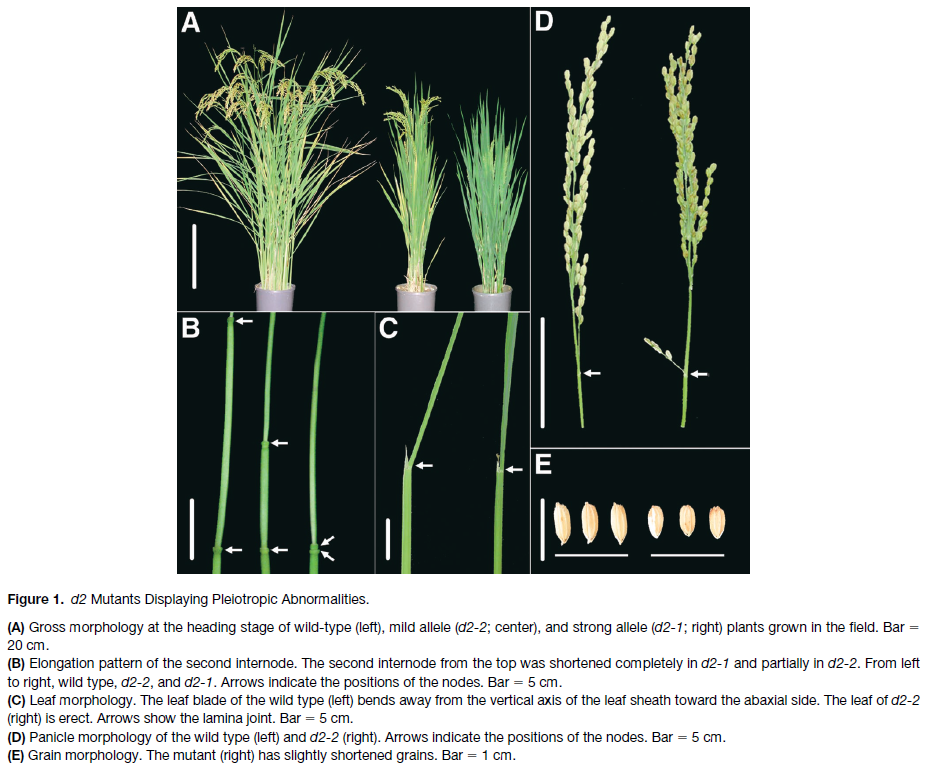 A
D
B
C
E
Figure 1. d2 Mutants Displaying Pleiotropic Abnormalities.
(A) Gross morphology at the heading stage of wild-type (left), mild allele (d2-2; center), and strong allele (d2-1; right) plants grown in the field. Bar =
20 cm.
(B) Elongation pattern of the second internode. The second internode from the top was shortened completely in d2-1 and partially in d2-2. From left
to right, wild type, d2-2, and d2-1. Arrows indicate the positions of the nodes. Bar = 5 cm.
(C) Leaf morphology. The leaf blade of the wild type (left) bends away from the vertical axis of the leaf sheath toward the abaxial side. The leaf of d2-2
(right) is erect. Arrows show the lamina joint. Bar = 5 cm.
(D) Panicle morphology of the wild type (left) and d2-2 (right). Arrows indicate the positions of the nodes. Bar = 5 cm.
(E) Grain morphology. The mutant (right) has slightly shortened grains. Bar = 1 cm.